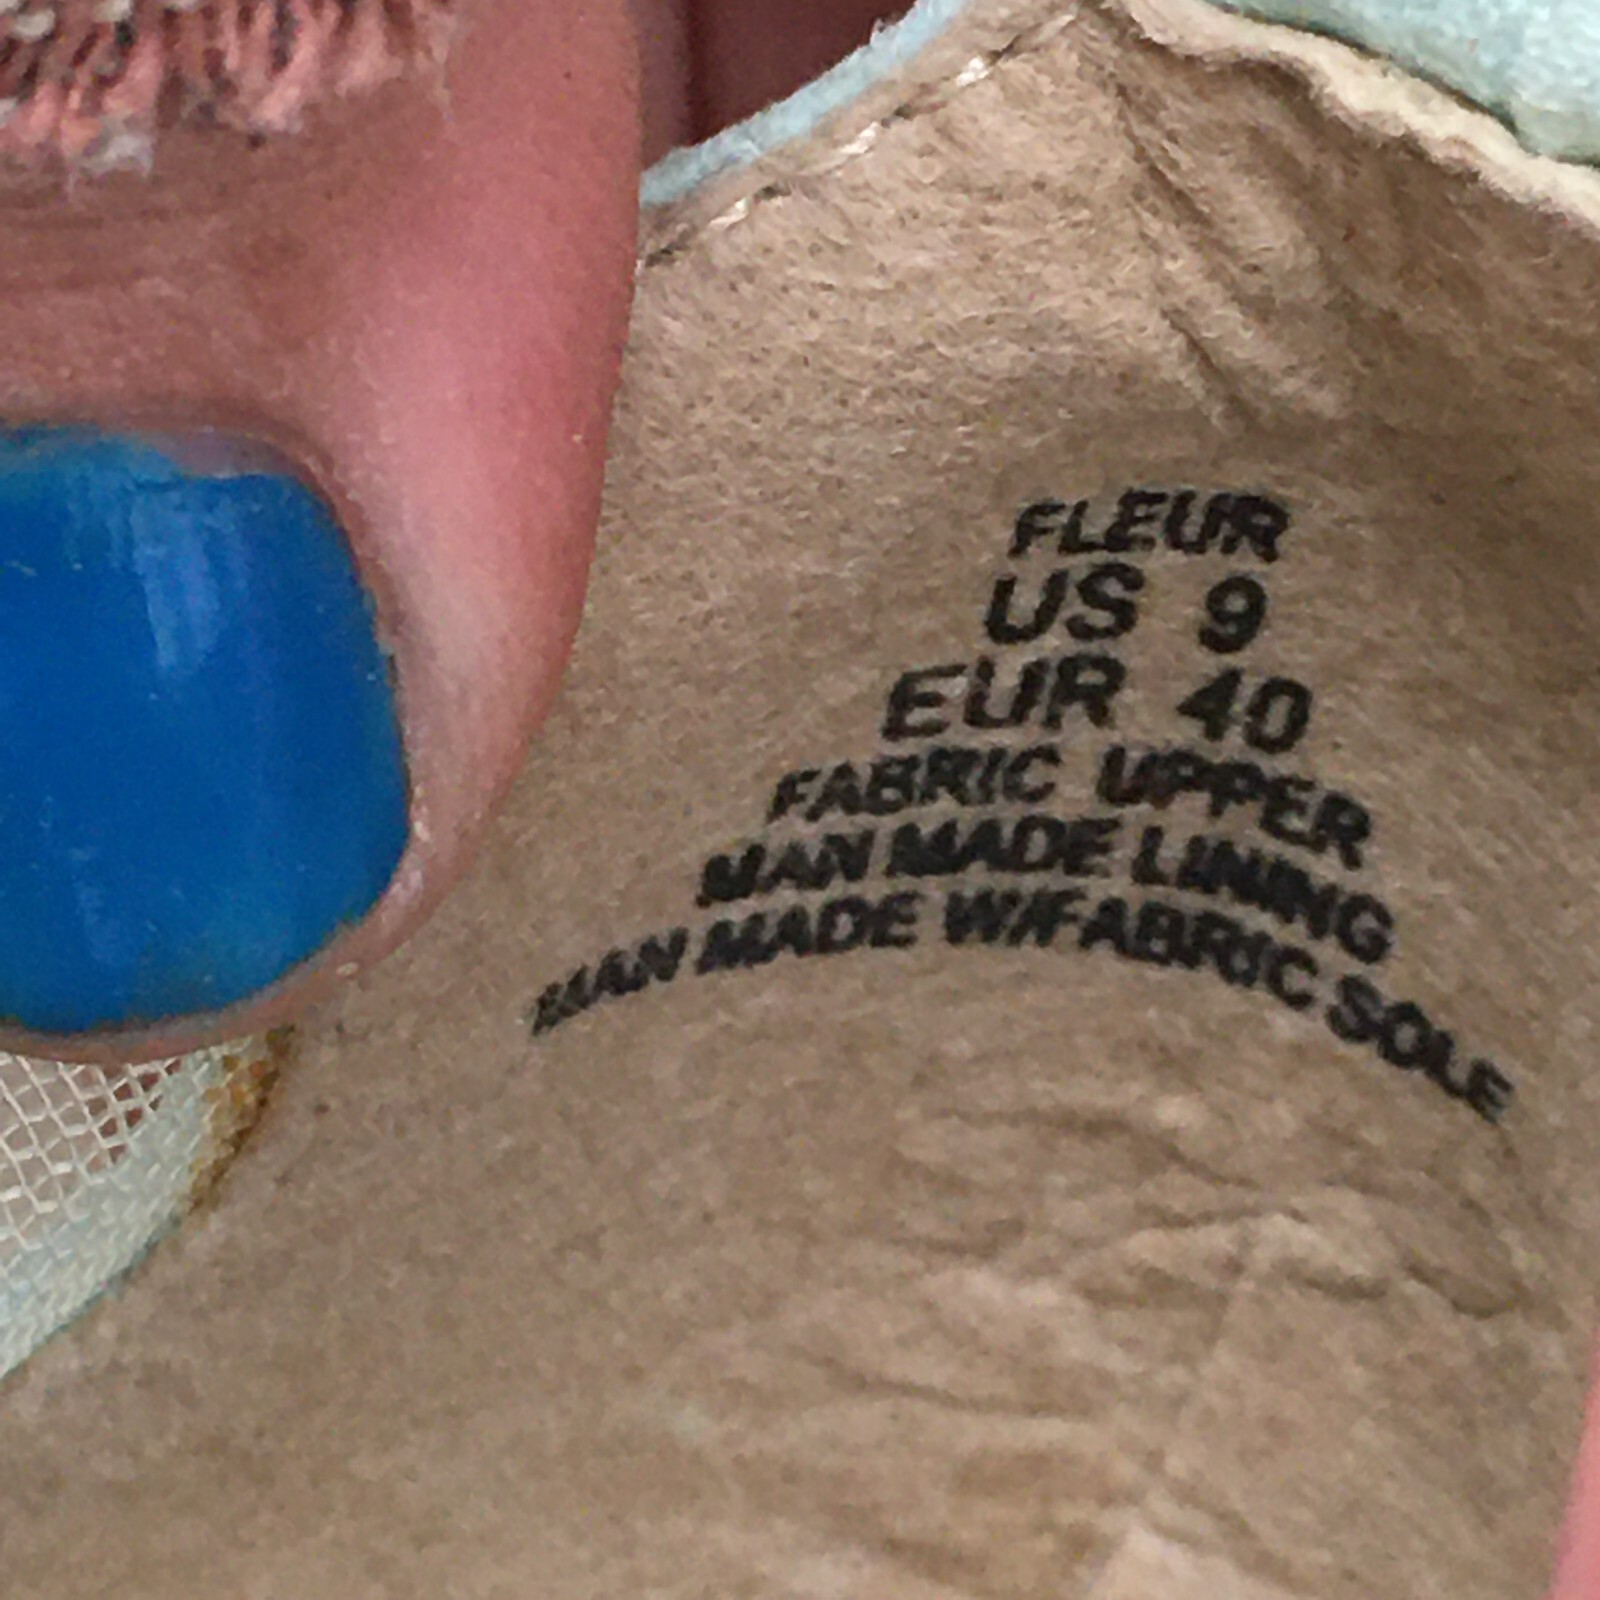 FLEUR
US 9
EUR 40
FABRIC UPPER
MAN MADE LINING
MAN MADE W/FABRIC SOLE